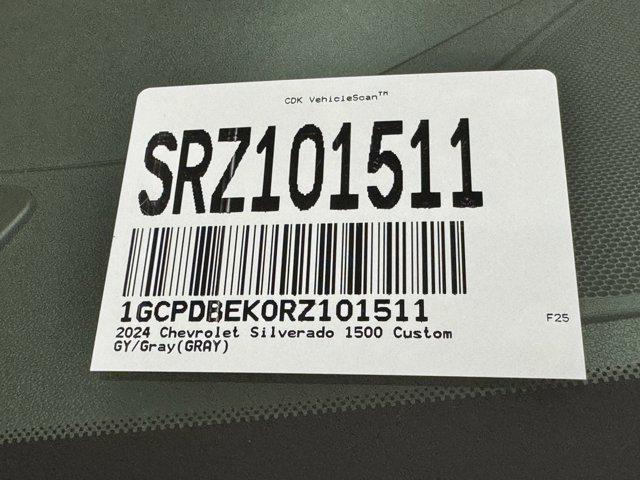 CDK VehicleScan™
SRZ101511
1GCPDBEK0RZ101511
2024 Chevrolet Silverado 1500 Custom
F25
GY/Gray(GRAY)